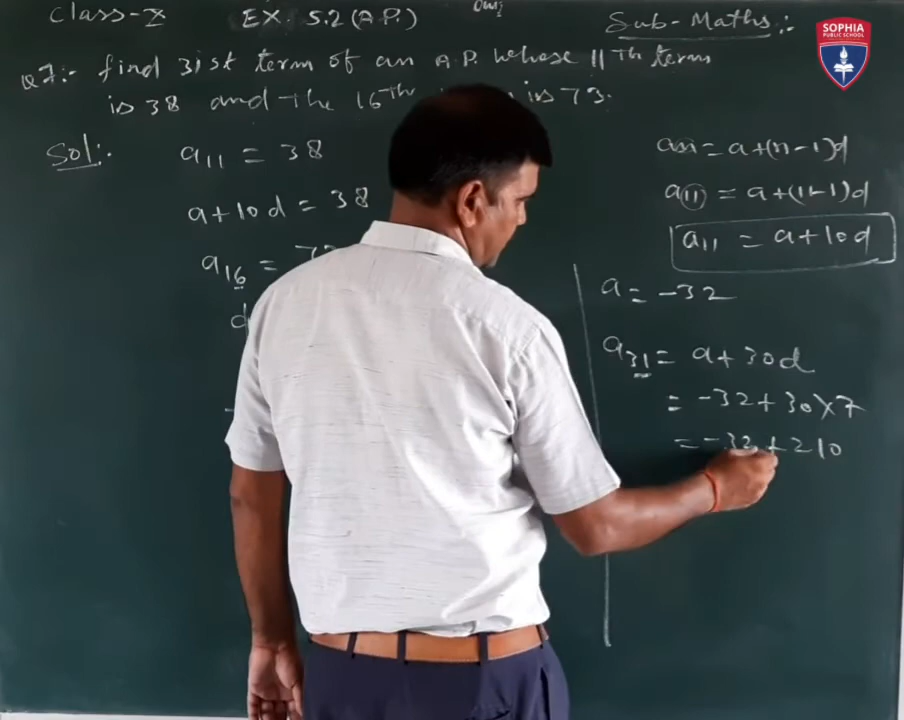 Class-X EX. 5.2 (A.P.) Sub-Maths:-
SOPHIA
PUBLIC SCHOOL
Q7:- find 31st term of an A.P. whose 11th term
is 38 and the 16th is 73.
Sol:-
a11 = 38
a+10d = 38
a16 =
an = a+(n-1)d
a11 = a+(11-1)d
a11 = a+10d
a = -32
a31 = a+30d
= -32+30×7
= -32+210